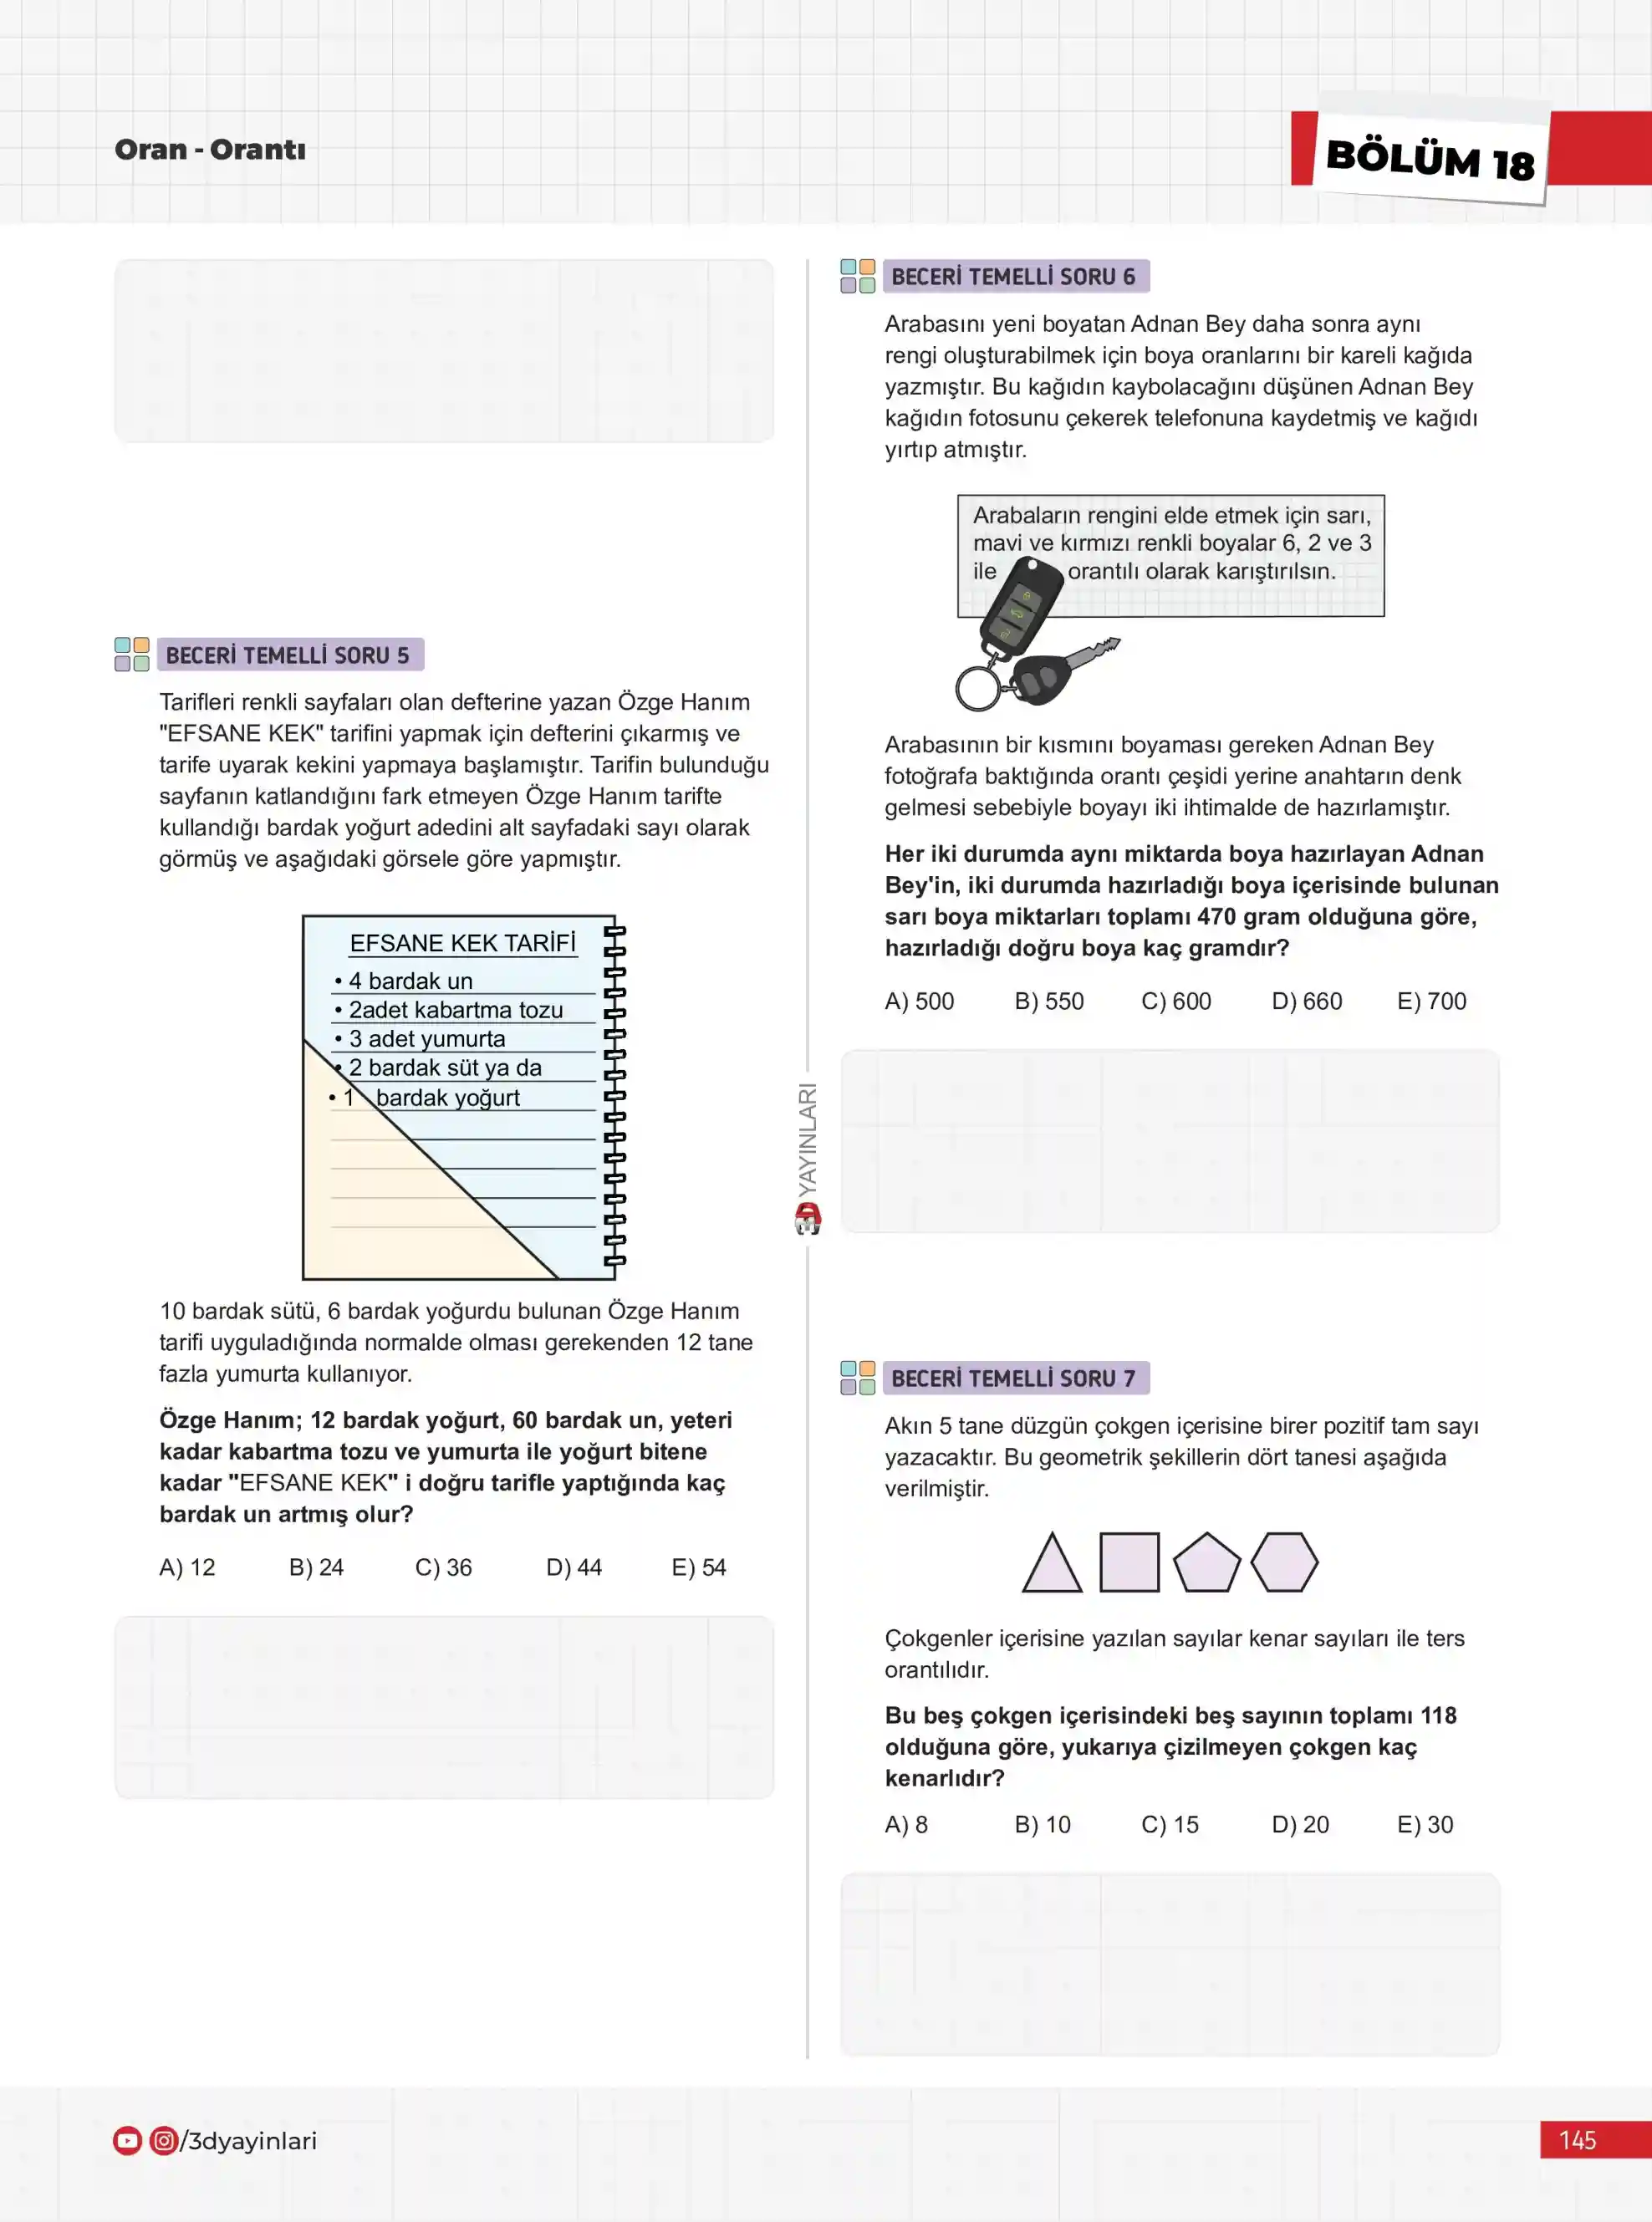 Oran - Orantı
BÖLÜM 18
BECERİ TEMELLİ SORU 5
Tarifleri renkli sayfaları olan defterine yazan Özge Hanım
"EFSANE KEK" tarifini yapmak için defterini çıkarmış ve
tarife uyarak kekini yapmaya başlamıştır. Tarifin bulunduğu
sayfanın katlandığını fark etmeyen Özge Hanım tarifte
kullandığı bardak yoğurt adedini alt sayfadaki sayı olarak
görmüş ve aşağıdaki görsele göre yapmıştır.
EFSANE KEK TARİFİ
• 4 bardak un
• 2adet kabartma tozu
• 3 adet yumurta
• 2 bardak süt ya da
• 1 bardak yoğurt
10 bardak sütü, 6 bardak yoğurdu bulunan Özge Hanım
tarifi uyguladığında normalde olması gerekenden 12 tane
fazla yumurta kullanıyor.
Özge Hanım; 12 bardak yoğurt, 60 bardak un, yeteri
kadar kabartma tozu ve yumurta ile yoğurt bitene
kadar "EFSANE KEK" i doğru tarifle yaptığında kaç
bardak un artmış olur?
A) 12 B) 24 C) 36 D) 44 E) 54
YAYINLARI
BECERİ TEMELLİ SORU 6
Arabasını yeni boyatan Adnan Bey daha sonra aynı
rengi oluşturabilmek için boya oranlarını bir kareli kağıda
yazmıştır. Bu kağıdın kaybolacağını düşünen Adnan Bey
kağıdın fotosunu çekerek telefonuna kaydetmiş ve kağıdı
yırtıp atmıştır.
Arabaların rengini elde etmek için sarı,
mavi ve kırmızı renkli boyalar 6, 2 ve 3
ile orantılı olarak karıştırılsın.
Arabasının bir kısmını boyaması gereken Adnan Bey
fotoğrafa baktığında orantı çeşidi yerine anahtarın denk
gelmesi sebebiyle boyayı iki ihtimalde de hazırlamıştır.
Her iki durumda aynı miktarda boya hazırlayan Adnan
Bey'in, iki durumda hazırladığı boya içerisinde bulunan
sarı boya miktarları toplamı 470 gram olduğuna göre,
hazırladığı doğru boya kaç gramdır?
A) 500 B) 550 C) 600 D) 660 E) 700
BECERİ TEMELLİ SORU 7
Akın 5 tane düzgün çokgen içerisine birer pozitif tam sayı
yazacaktır. Bu geometrik şekillerin dört tanesi aşağıda
verilmiştir.
Çokgenler içerisine yazılan sayılar kenar sayıları ile ters
orantılıdır.
Bu beş çokgen içerisindeki beş sayının toplamı 118
olduğuna göre, yukarıya çizilmeyen çokgen kaç
kenarlıdır?
A) 8 B) 10 C) 15 D) 20 E) 30
/3dyayinlari
145